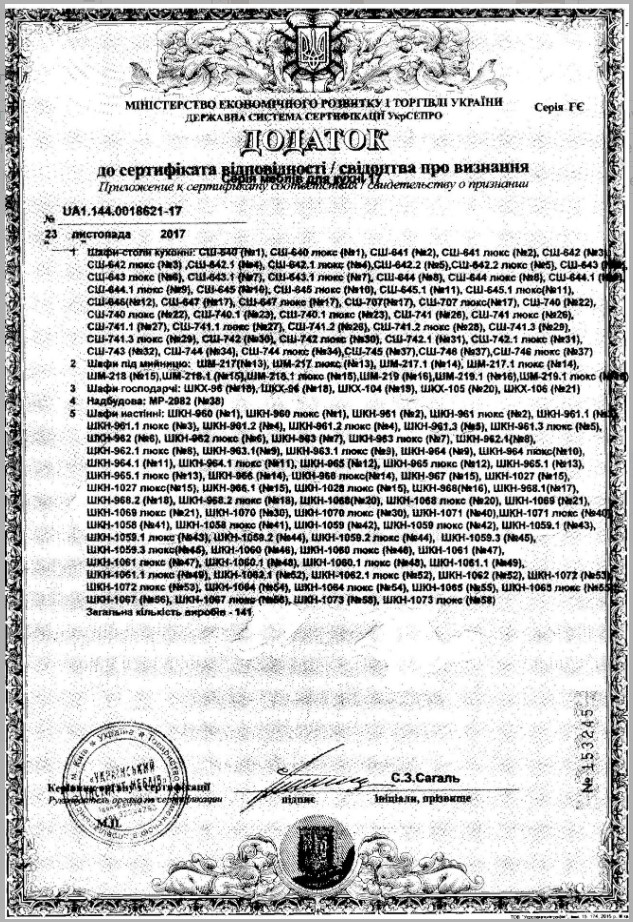 МІНІСТЕРСТВО ЕКОНОМІЧНОГО РОЗВИТКУ І ТОРГІВЛІ УКРАЇНИ
Серія ГЄ
ДЕРЖАВНА СИСТЕМА СЕРТИФІКАЦІЇ УкрСЕПРО
ДОДАТОК
до сертифіката відповідності / свідоцтва про визнання
Серія меблів для кухні 17
Приложение к сертификату соответствия / свидетельству о признании
№ UA1.144.0018621-17
23 листопада 2017
1 Шафи-столи кухонні: СШ-640 (№1), СШ-640 люкс (№1), СШ-641 (№2), СШ-641 люкс (№2), СШ-642 (№3)
СШ-642 люкс (№3) ,СШ-642.1 (№4), СШ-642.1 люкс (№4),СШ-642.2 (№5),СШ-642.2 люкс (№5), СШ-643
СШ-643 люкс (№6), СШ-643.1 (№7), СШ-643.1 люкс (№7), СШ-644 (№8), СШ-644 люкс (№8), СШ-644.1
СШ-644.1 люкс (№9), СШ-645 (№10), СШ-645 люкс (№10), СШ-645.1 (№11), СШ-645.1 люкс (№11),
СШ-646(№12), СШ-647 (№17), СШ-647 люкс (№17), СШ-707(№17), СШ-707 люкс(№17), СШ-740 (№22),
СШ-740 люкс (№22), СШ-740.1 (№23), СШ-740.1 люкс (№23), СШ-741 (№26), СШ-741 люкс (№26),
СШ-741.1 (№27), СШ-741.1 люкс (№27), СШ-741.2 (№28), СШ-741.2 люкс (№28), СШ-741.3 (№29),
СШ-741.3 люкс (№29), СШ-742 (№30), СШ-742 люкс (№30), СШ-742.1 (№31), СШ-742.1 люкс (№31),
СШ-743 (№32), СШ-744 (№34), СШ-744 люкс (№34),СШ-745 (№37),СШ-746 (№37),СШ-746 люкс (№37)
2 Шафи під мийницю: ШМ-217(№13), ШМ-217 люкс (№13), ШМ-217.1 (№14), ШМ-217.1 люкс (№14),
ШМ-218 (№15),ШМ-218.1 (№15),ШМ-218.1 люкс (№15),ШМ-219 (№16),ШМ-219.1 (№16),ШМ-219.1 люкс
3 Шафи господарчі: ШКХ-96 (№18), ШКХ-96 люкс (№18), ШКХ-104 (№19), ШКХ-105 (№20), ШКХ-106 (№21)
4 Надбудова: МР-2982 (№38)
5 Шафи настінні: ШКН-960 (№1), ШКН-960 люкс (№1), ШКН-961 (№2), ШКН-961 люкс (№2), ШКН-961.1
ШКН-961.1 люкс (№3), ШКН-961.2 (№4), ШКН-961.2 люкс (№4), ШКН-961.3 (№5), ШКН-961.3 люкс (№5),
ШКН-962 (№6), ШКН-962 люкс (№6), ШКН-963 (№7), ШКН-963 люкс (№7), ШКН-962.1(№8),
ШКН-962.1 люкс (№8), ШКН-963.1(№9), ШКН-963.1 люкс (№9), ШКН-964 (№9), ШКН-964 люкс(№10),
ШКН-964.1 (№11), ШКН-964.1 люкс (№11), ШКН-965 (№12), ШКН-965 люкс (№12), ШКН-965.1 (№13),
ШКН-965.1 люкс (№13), ШКН-966 (№14), ШКН-966 люкс(№14), ШКН-967 (№15), ШКН-1027 (№15),
ШКН-1027 люкс(№15), ШКН-966.1 (№15), ШКН-1028 люкс (№15), ШКН-968(№16), ШКН-968.1(№17),
ШКН-968.2 (№18), ШКН-968.2 люкс (№18), ШКН-1068(№20), ШКН-1068 люкс (№20), ШКН-1069 (№21),
ШКН-1069 люкс (№21), ШКН-1070 (№30), ШКН-1070 люкс (№30), ШКН-1071 (№40),ШКН-1071 люкс (№40)
ШКН-1058 (№41), ШКН-1058 люкс (№41), ШКН-1059 (№42), ШКН-1059 люкс (№42), ШКН-1059.1 (№43),
ШКН-1059.1 люкс (№43), ШКН-1059.2 (№44), ШКН-1059.2 люкс (№44), ШКН-1059.3 (№45),
ШКН-1059.3 люкс(№45), ШКН-1060 (№46), ШКН-1060 люкс (№46), ШКН-1061 (№47),
ШКН-1061 люкс (№47), ШКН-1060.1 (№48), ШКН-1060.1 люкс (№48), ШКН-1061.1 (№49),
ШКН-1061.1 люкс (№49), ШКН-1062.1 (№52), ШКН-1062.1 люкс (№52), ШКН-1062 (№52), ШКН-1072 (№53)
ШКН-1072 люкс (№53), ШКН-1064 (№54), ШКН-1064 люкс (№54), ШКН-1065 (№55), ШКН-1065 люкс (№55)
ШКН-1067 (№56), ШКН-1067 люкс (№56), ШКН-1073 (№58), ШКН-1073 люкс (№58)
Загальна кількість виробів - 141
№ 153245
С.З.Сагаль
Керівник органу з сертифікації
Руководитель органа по сертификации
підпис
ініціали, прізвище
М.П.